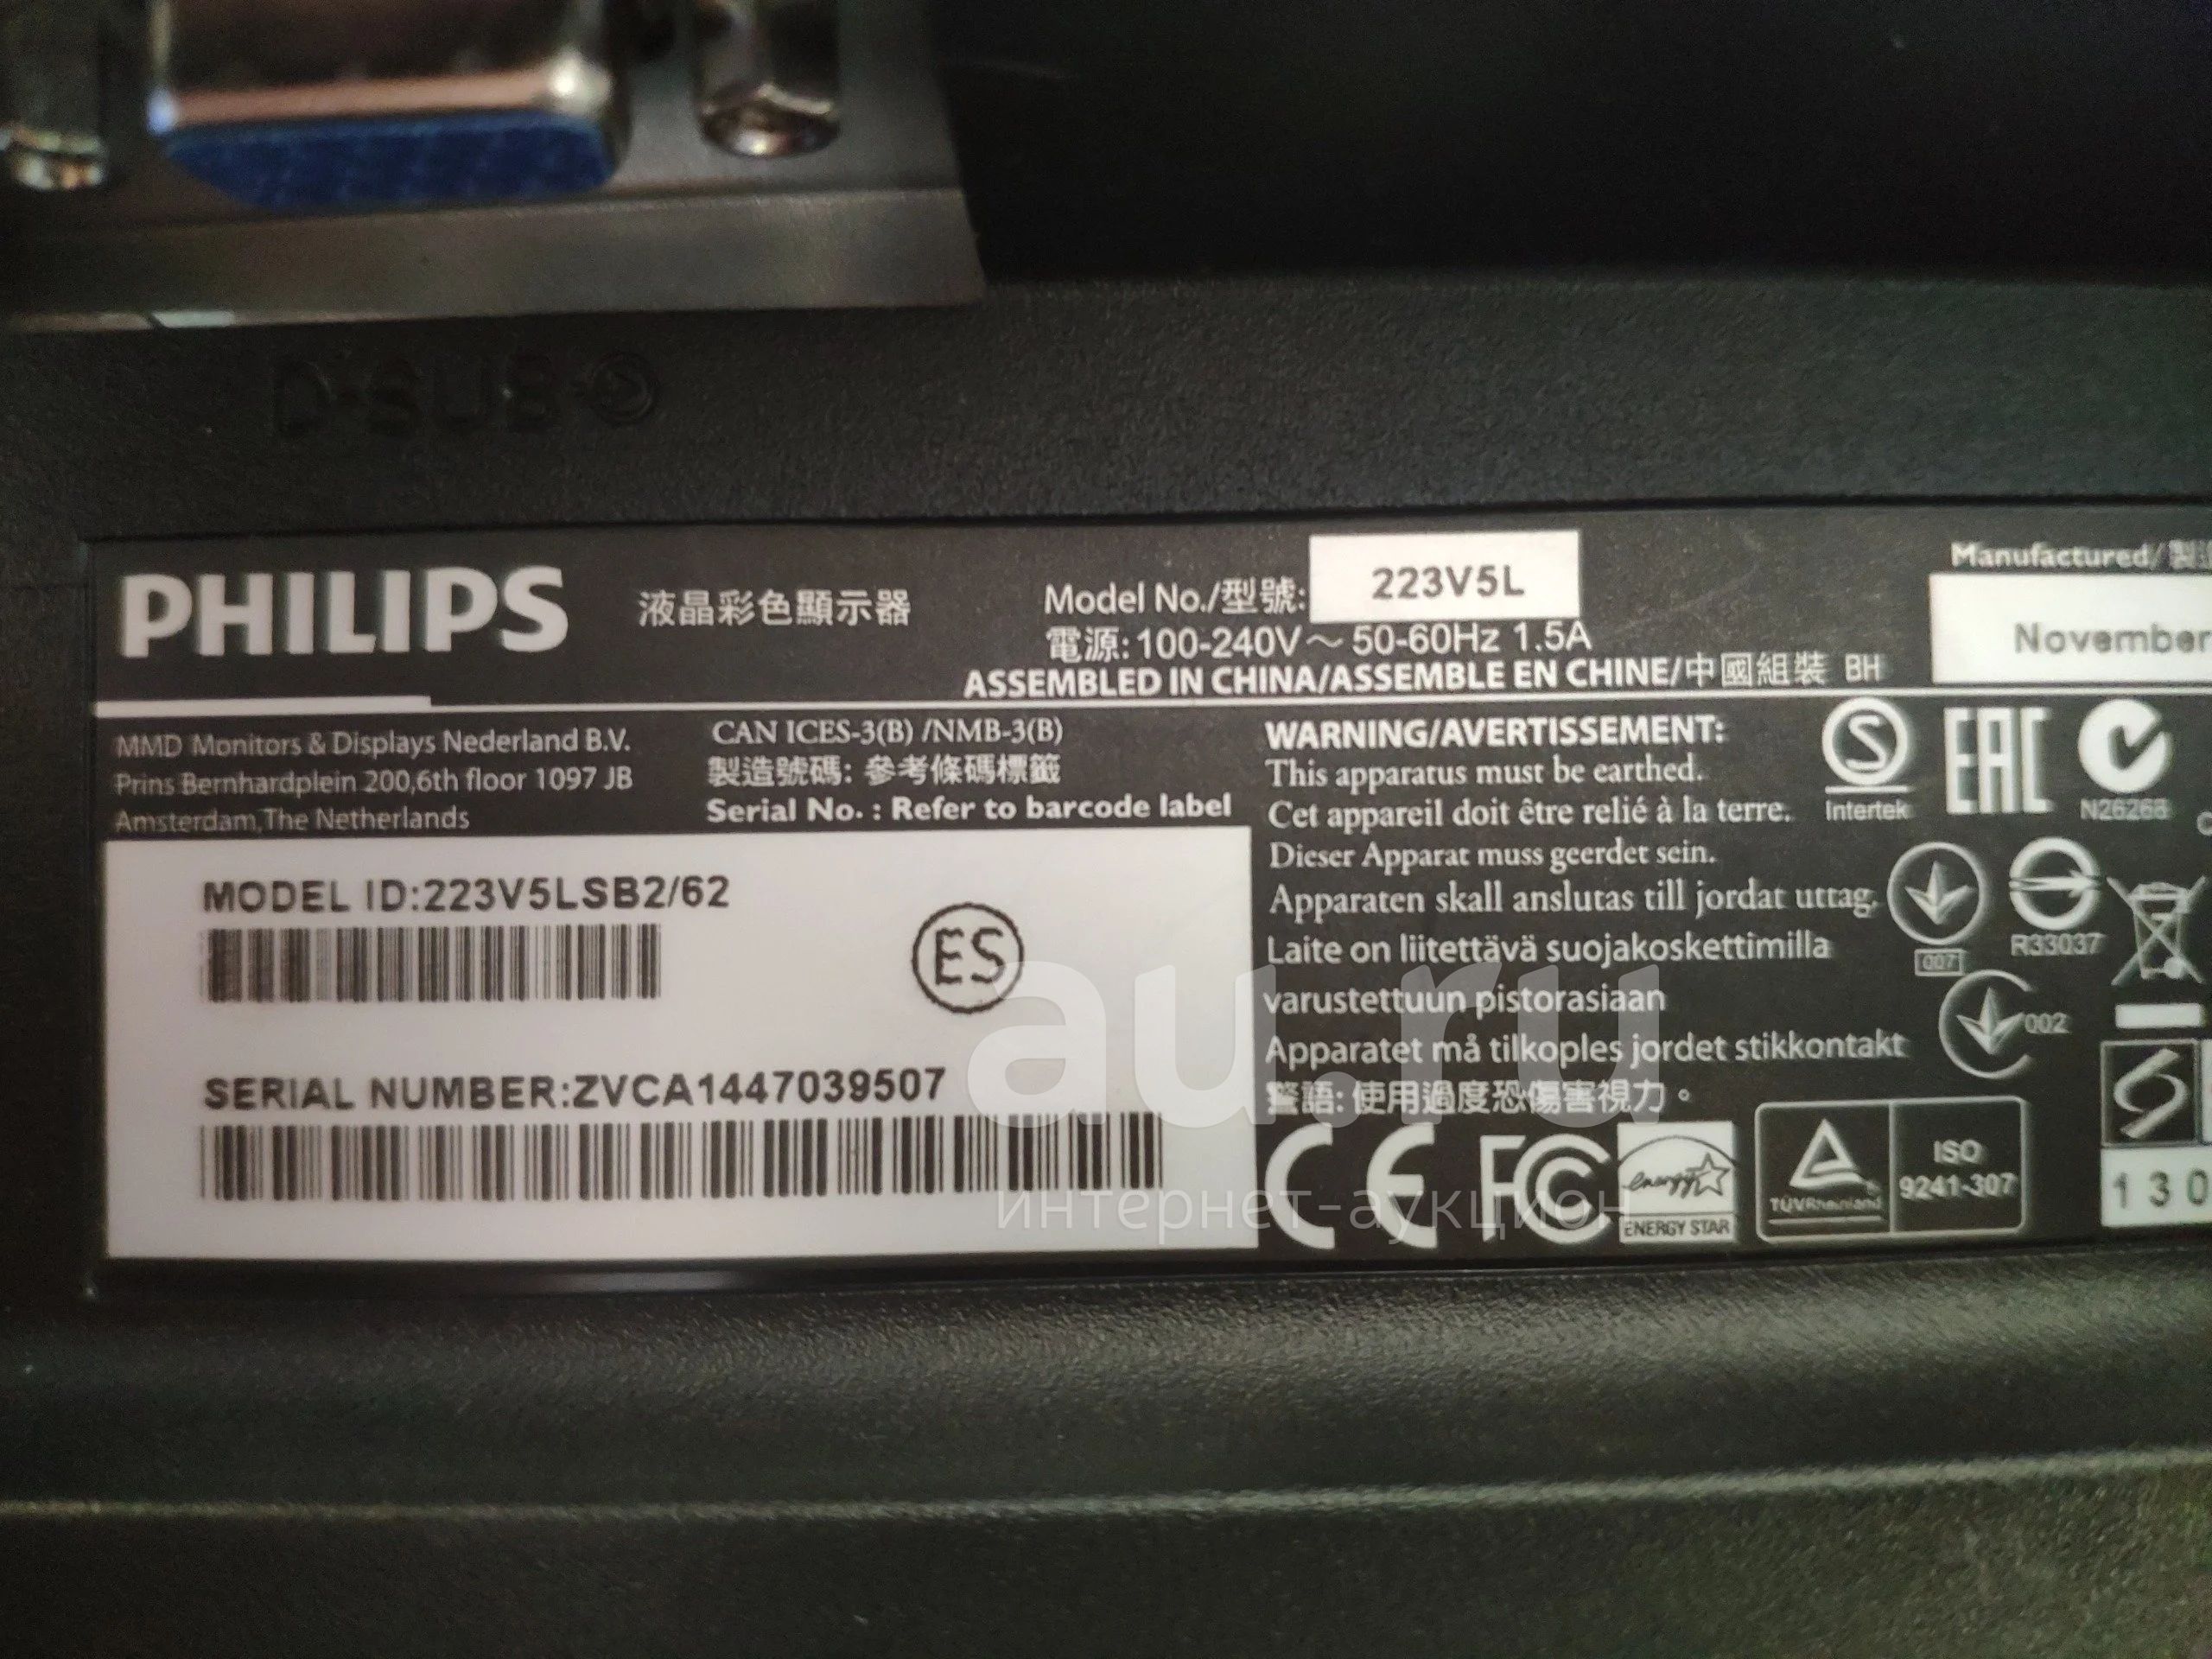 D-SUB
PHILIPS
液晶彩色顯示器
Model No./型號: 223V5L
電源: 100-240V～ 50-60Hz 1.5A
ASSEMBLED IN CHINA/ASSEMBLE EN CHINE/中國組裝 BH
Manufactured/製
November
MMD Monitors & Displays Nederland B.V.
Prins Bernhardplein 200,6th floor 1097 JB
Amsterdam,The Netherlands
CAN ICES-3(B) /NMB-3(B)
製造號碼: 參考條碼標籤
Serial No. : Refer to barcode label
MODEL ID:223V5LSB2/62
ES
SERIAL NUMBER:ZVCA1447039507
WARNING/AVERTISSEMENT:
This apparatus must be earthed.
Cet appareil doit être relié à la terre.
Dieser Apparat muss geerdet sein.
Apparaten skall anslutas till jordat uttag.
Laite on liitettävä suojakoskettimilla
varustettuun pistorasiaan
Apparatet må tilkoples jordet stikkontakt
警語: 使用過度恐傷害視力。
S
Intertek
EAC
N26268
007
R33037
002
CE FC
energy
ENERGY STAR
TÜVRheinland
ISO
9241-307
130
au.ru
интернет-аукцион